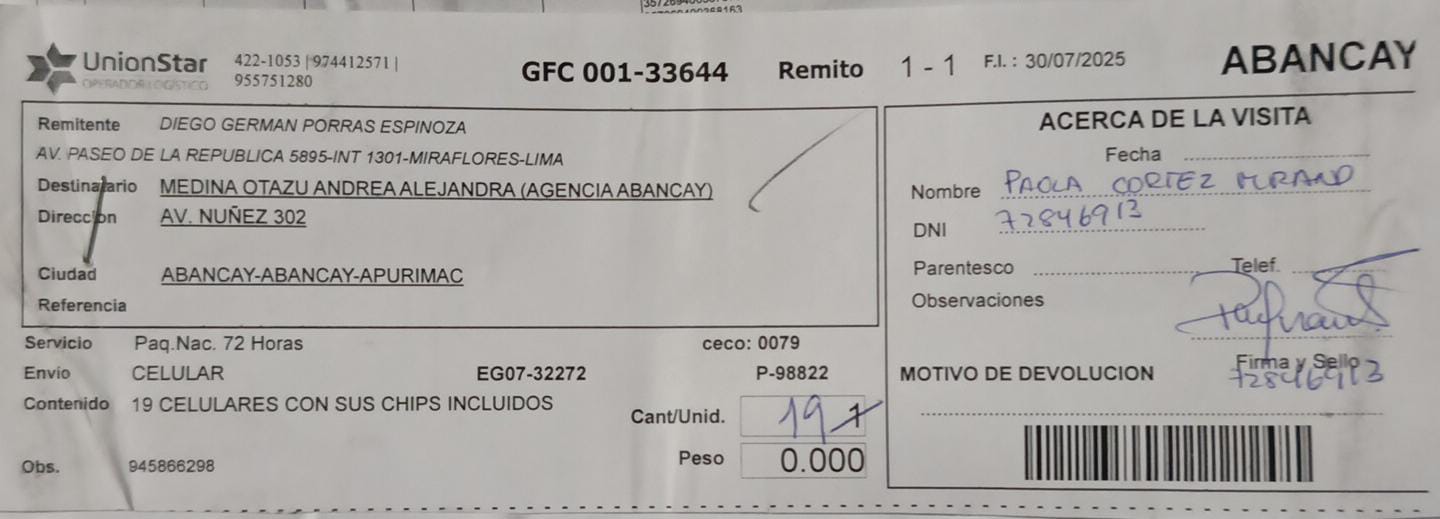 UnionStar
OPERADOR LOGÍSTICO
422-1053 | 974412571 |
955751280
GFC 001-33644 Remito 1 - 1 F.I. : 30/07/2025 ABANCAY
Remitente DIEGO GERMAN PORRAS ESPINOZA
AV. PASEO DE LA REPUBLICA 5895-INT 1301-MIRAFLORES-LIMA
Destinatario MEDINA OTAZU ANDREA ALEJANDRA (AGENCIA ABANCAY)
Dirección AV. NUÑEZ 302
Ciudad ABANCAY-ABANCAY-APURIMAC
Referencia
Servicio Paq.Nac. 72 Horas ceco: 0079
Envio CELULAR EG07-32272 P-98822
Contenido 19 CELULARES CON SUS CHIPS INCLUIDOS
Cant/Unid. 19
Peso 0.000
Obs. 945866298
ACERCA DE LA VISITA
Fecha
Nombre PAOLA CORTEZ
DNI 72846913
Parentesco Telef.
Observaciones
Firma y Sello
72846913
MOTIVO DE DEVOLUCION